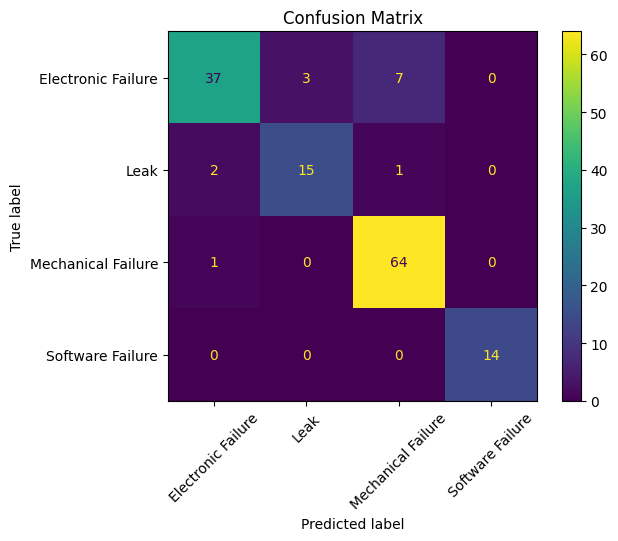 Confusion Matrix
True label
Electronic Failure 37 3 7 0
Leak 2 15 1 0
Mechanical Failure 1 0 64 0
Software Failure 0 0 0 14
Electronic Failure Leak Mechanical Failure Software Failure
Predicted label
60
50
40
30
20
10
0